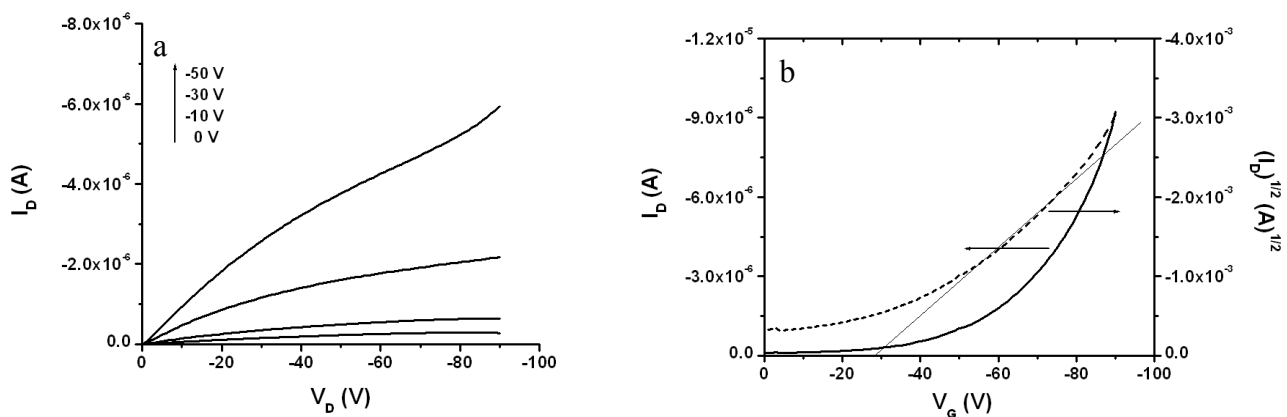 a
-8.0x10⁻⁶
-6.0x10⁻⁶
-4.0x10⁻⁶
-2.0x10⁻⁶
0.0
I_D (A)
-50 V
-30 V
-10 V
0 V
0 -20 -40 -60 -80 -100
V_D (V)
b
-1.2x10⁻⁵
-9.0x10⁻⁶
-6.0x10⁻⁶
-3.0x10⁻⁶
0.0
I_D (A)
-4.0x10⁻³
-3.0x10⁻³
-2.0x10⁻³
-1.0x10⁻³
0.0
(I_D)^1/2 (A)^1/2
0 -20 -40 -60 -80 -100
V_G (V)